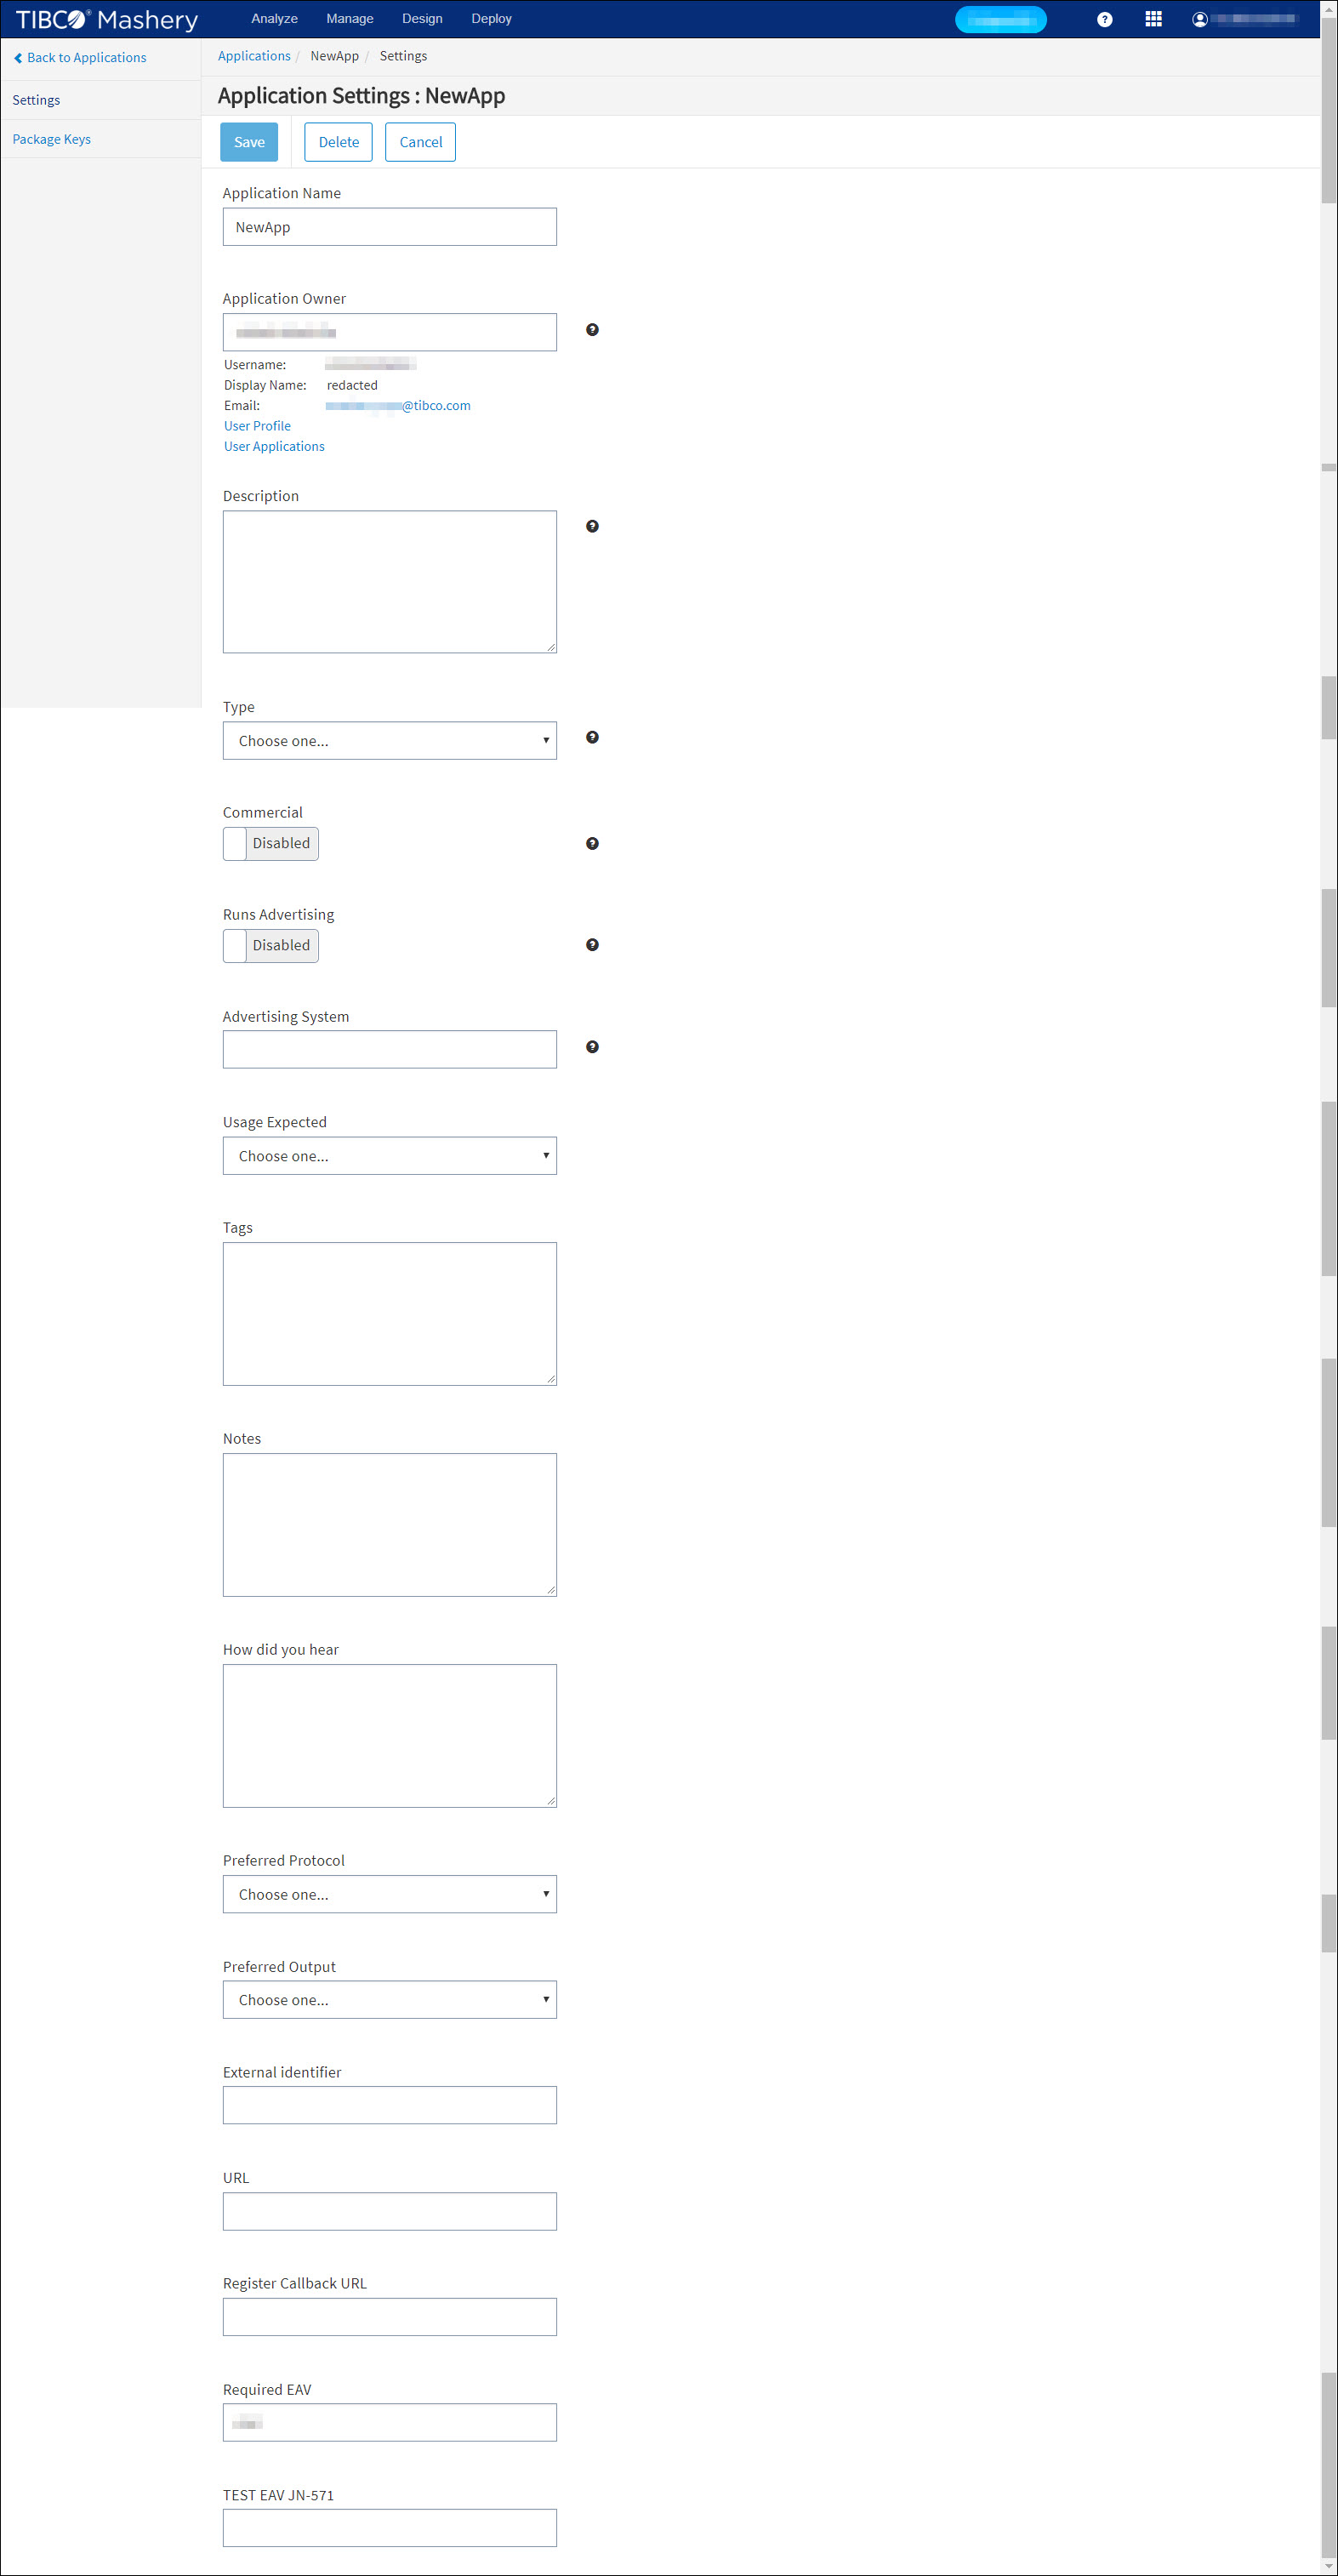 TIBCO® Mashery Analyze Manage Design Deploy
Back to Applications
Settings
Package Keys
Applications / NewApp / Settings
Application Settings : NewApp
Save Delete Cancel
Application Name
NewApp
Application Owner
Username:
Display Name: redacted
Email: @tibco.com
User Profile
User Applications
Description
Type
Choose one...
Commercial
Disabled
Runs Advertising
Disabled
Advertising System
Usage Expected
Choose one...
Tags
Notes
How did you hear
Preferred Protocol
Choose one...
Preferred Output
Choose one...
External identifier
URL
Register Callback URL
Required EAV
TEST EAV JN-571